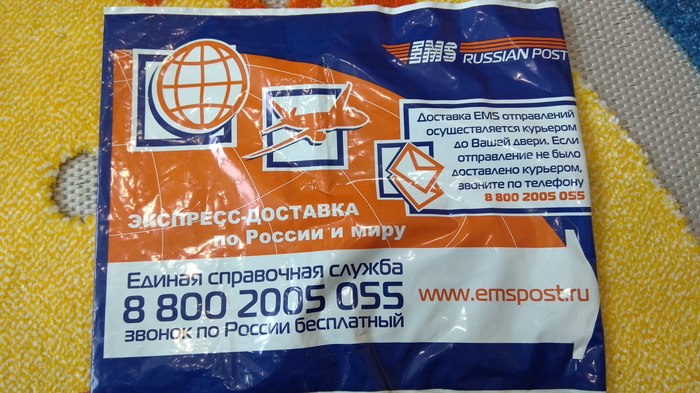 EMS RUSSIAN POST
Доставка EMS отправлений
осуществляется курьером
до Вашей двери. Если
отправление не было
доставлено курьером,
звоните по телефону
8 800 2005 055
ЭКСПРЕСС-ДОСТАВКА
по России и миру
Единая справочная служба
8 800 2005 055
звонок по России бесплатный
www.emspost.ru